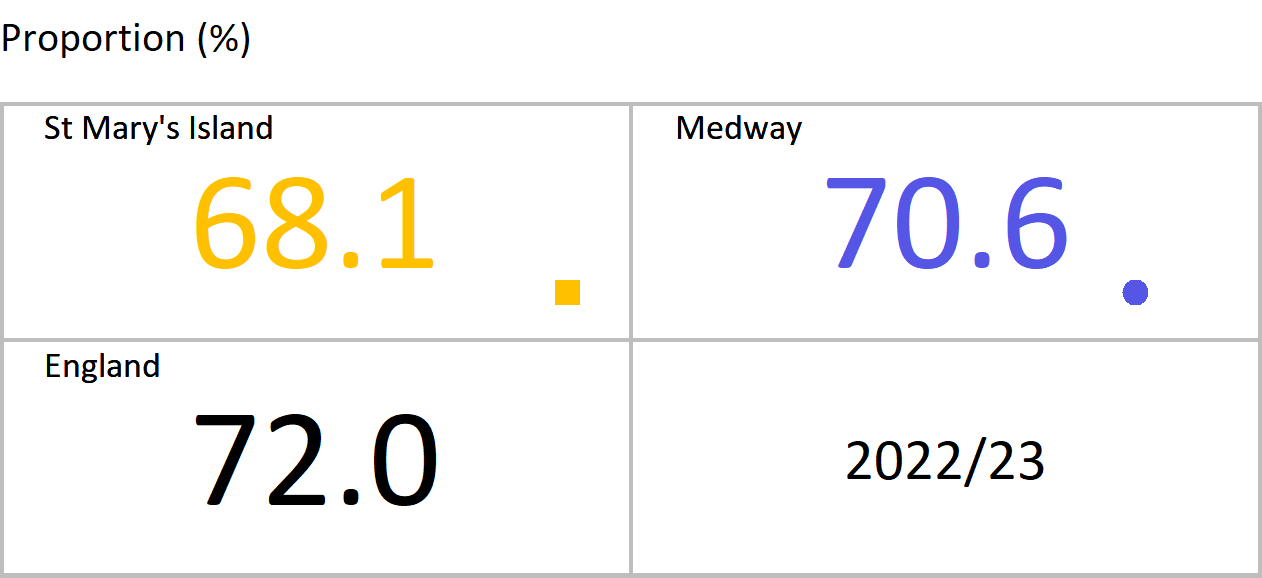 Proportion (%)
St Mary's Island
68.1
Medway
70.6
England
72.0
2022/23